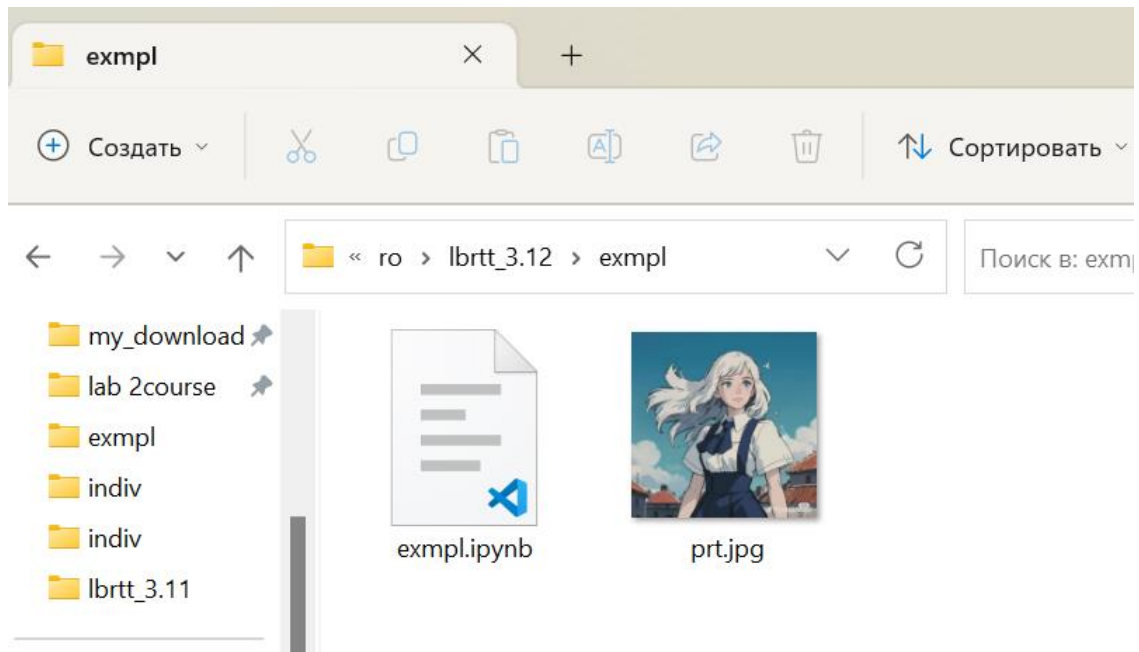 exmpl
Создать
Сортировать
« ro > lbrtt_3.12 > exmpl
Поиск в: exmp
my_download
lab 2course
exmpl
indiv
indiv
lbrtt_3.11
exmpl.ipynb
prt.jpg